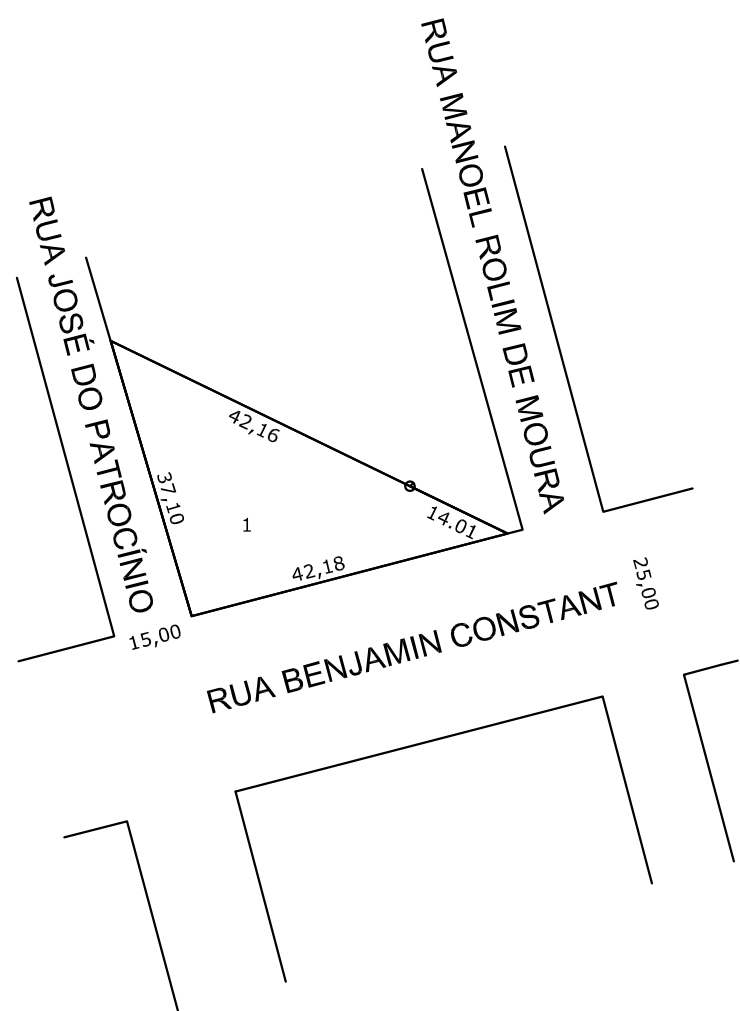 RUA MANOEL ROLIM DE MOURA
RUA JOSÉ DO PATROCÍNIO
42,16
37,10
1
14.01
42,18
25,00
15,00
RUA BENJAMIN CONSTANT